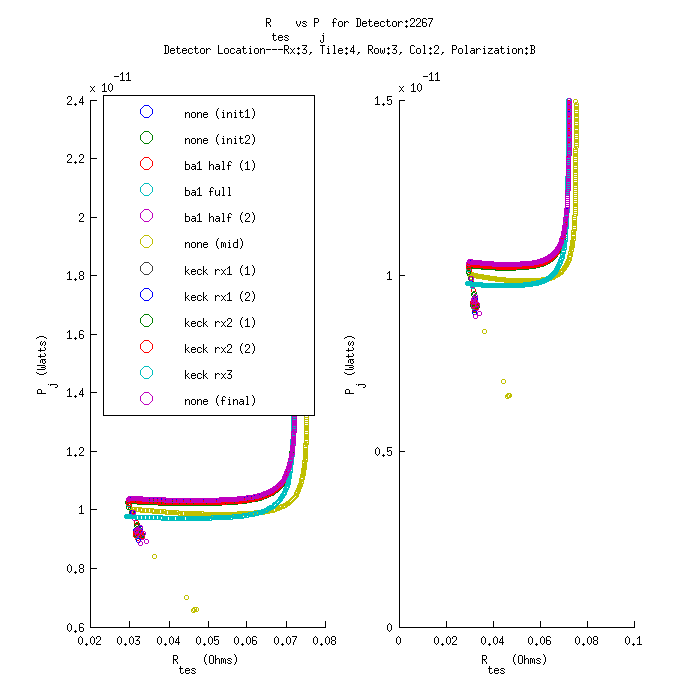 R    vs P  for Detector:2267
tes    j
Detector Location---Rx:3, Tile:4, Row:3, Col:2, Polarization:B
x 10^-11
2.4
2.2
2
1.8
1.6
1.4
1.2
1
0.8
0.6
P_j (Watts)
none (init1)
none (init2)
ba1 half (1)
ba1 full
ba1 half (2)
none (mid)
keck rx1 (1)
keck rx1 (2)
keck rx2 (1)
keck rx2 (2)
keck rx3
none (final)
0.02 0.03 0.04 0.05 0.06 0.07 0.08
R_tes (Ohms)
x 10^-11
1.5
1
0.5
0
P_j (Watts)
0 0.02 0.04 0.06 0.08 0.1
R_tes (Ohms)